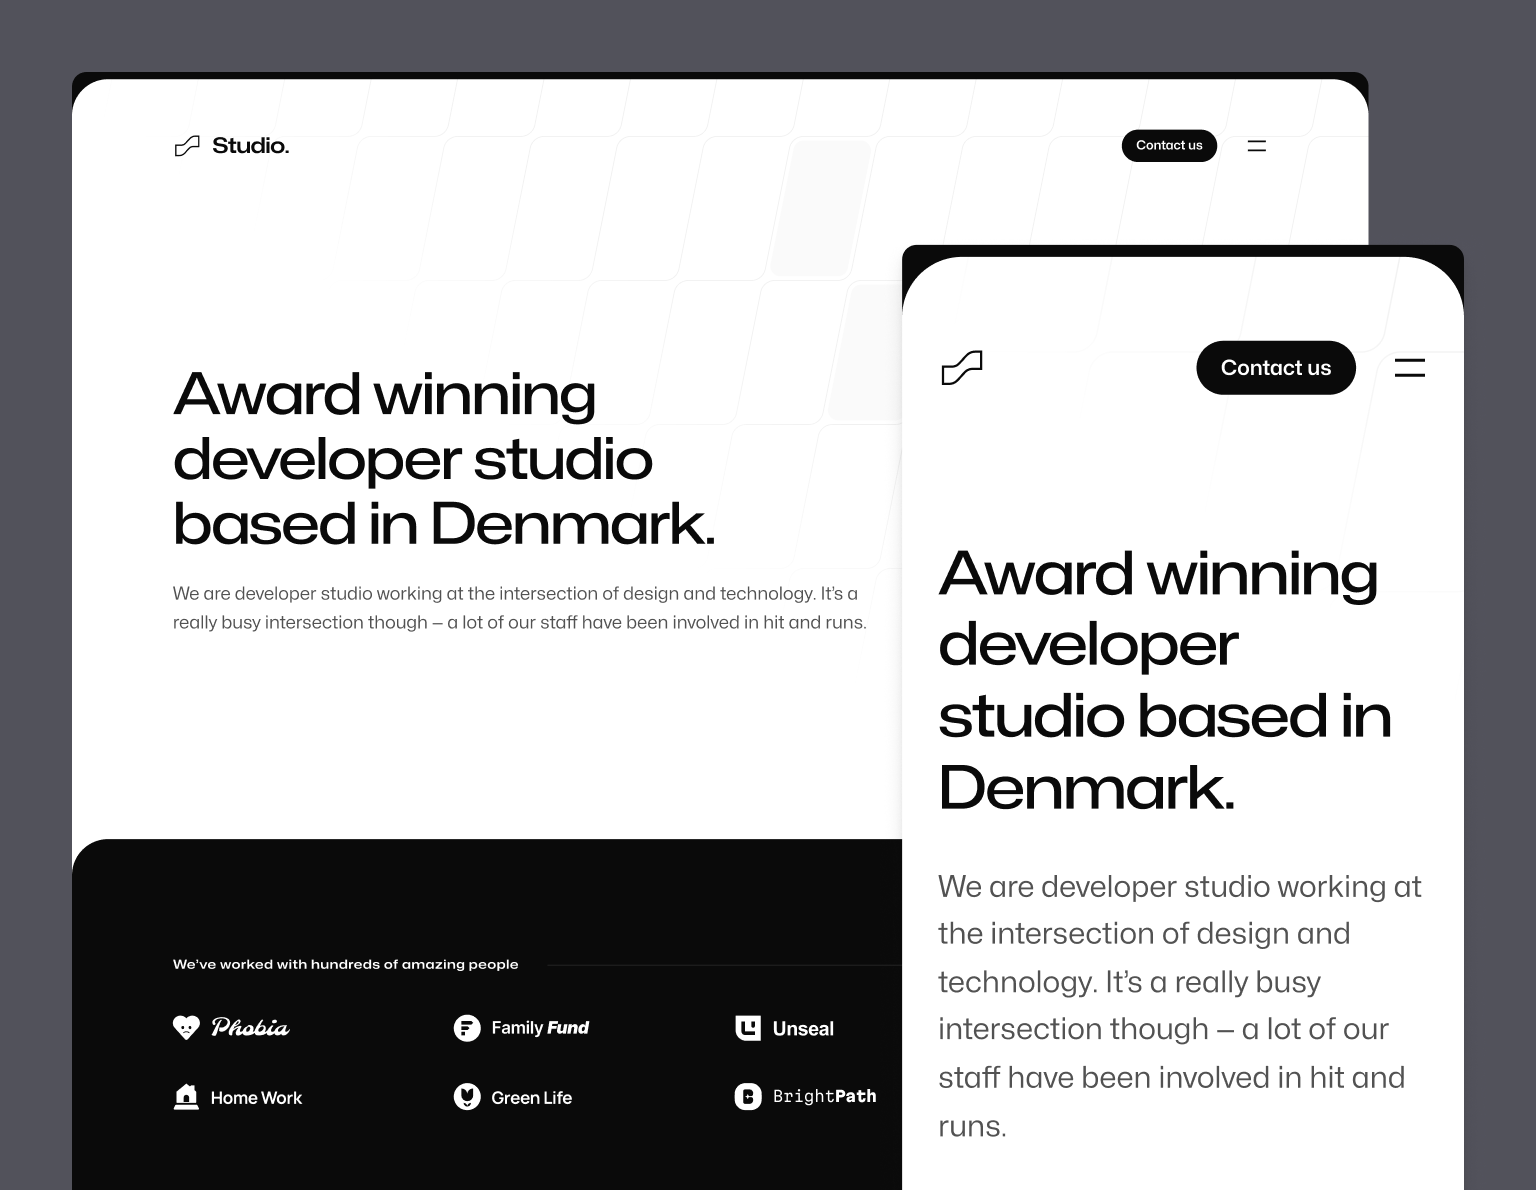 Studio.
Contact us
Award winning
developer studio
based in Denmark.
We are developer studio working at the intersection of design and technology. It’s a
really busy intersection though — a lot of our staff have been involved in hit and runs.
We’ve worked with hundreds of amazing people
Phobia
Family Fund
Unseal
Home Work
Green Life
BrightPath
Contact us
Award winning
developer
studio based in
Denmark.
We are developer studio working at
the intersection of design and
technology. It’s a really busy
intersection though — a lot of our
staff have been involved in hit and
runs.